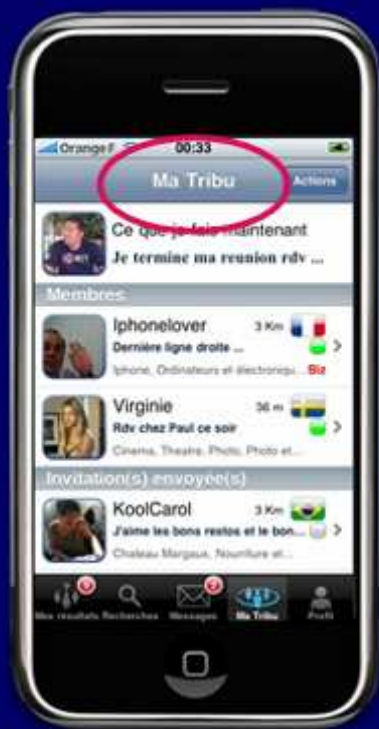 Orange F 00:33
Ma Tribu Actions
Ce que je fais maintenant
Je termine ma reunion rdv ...
Membres
Iphonelover 3 Km
Dernière ligne droite ...
Iphone, Ordinateurs et électroniqu... Biz
Virginie 36 m
Rdv chez Paul ce soir
Cinema, Theatre, Photo, Photo et...
Invitation(s) envoyée(s)
KoolCarol 3 Km
J'aime les bons restos et le bon...
Chateau Margaux, Nourriture et...
Mes résultats Recherches Messages Ma Tribu Profil